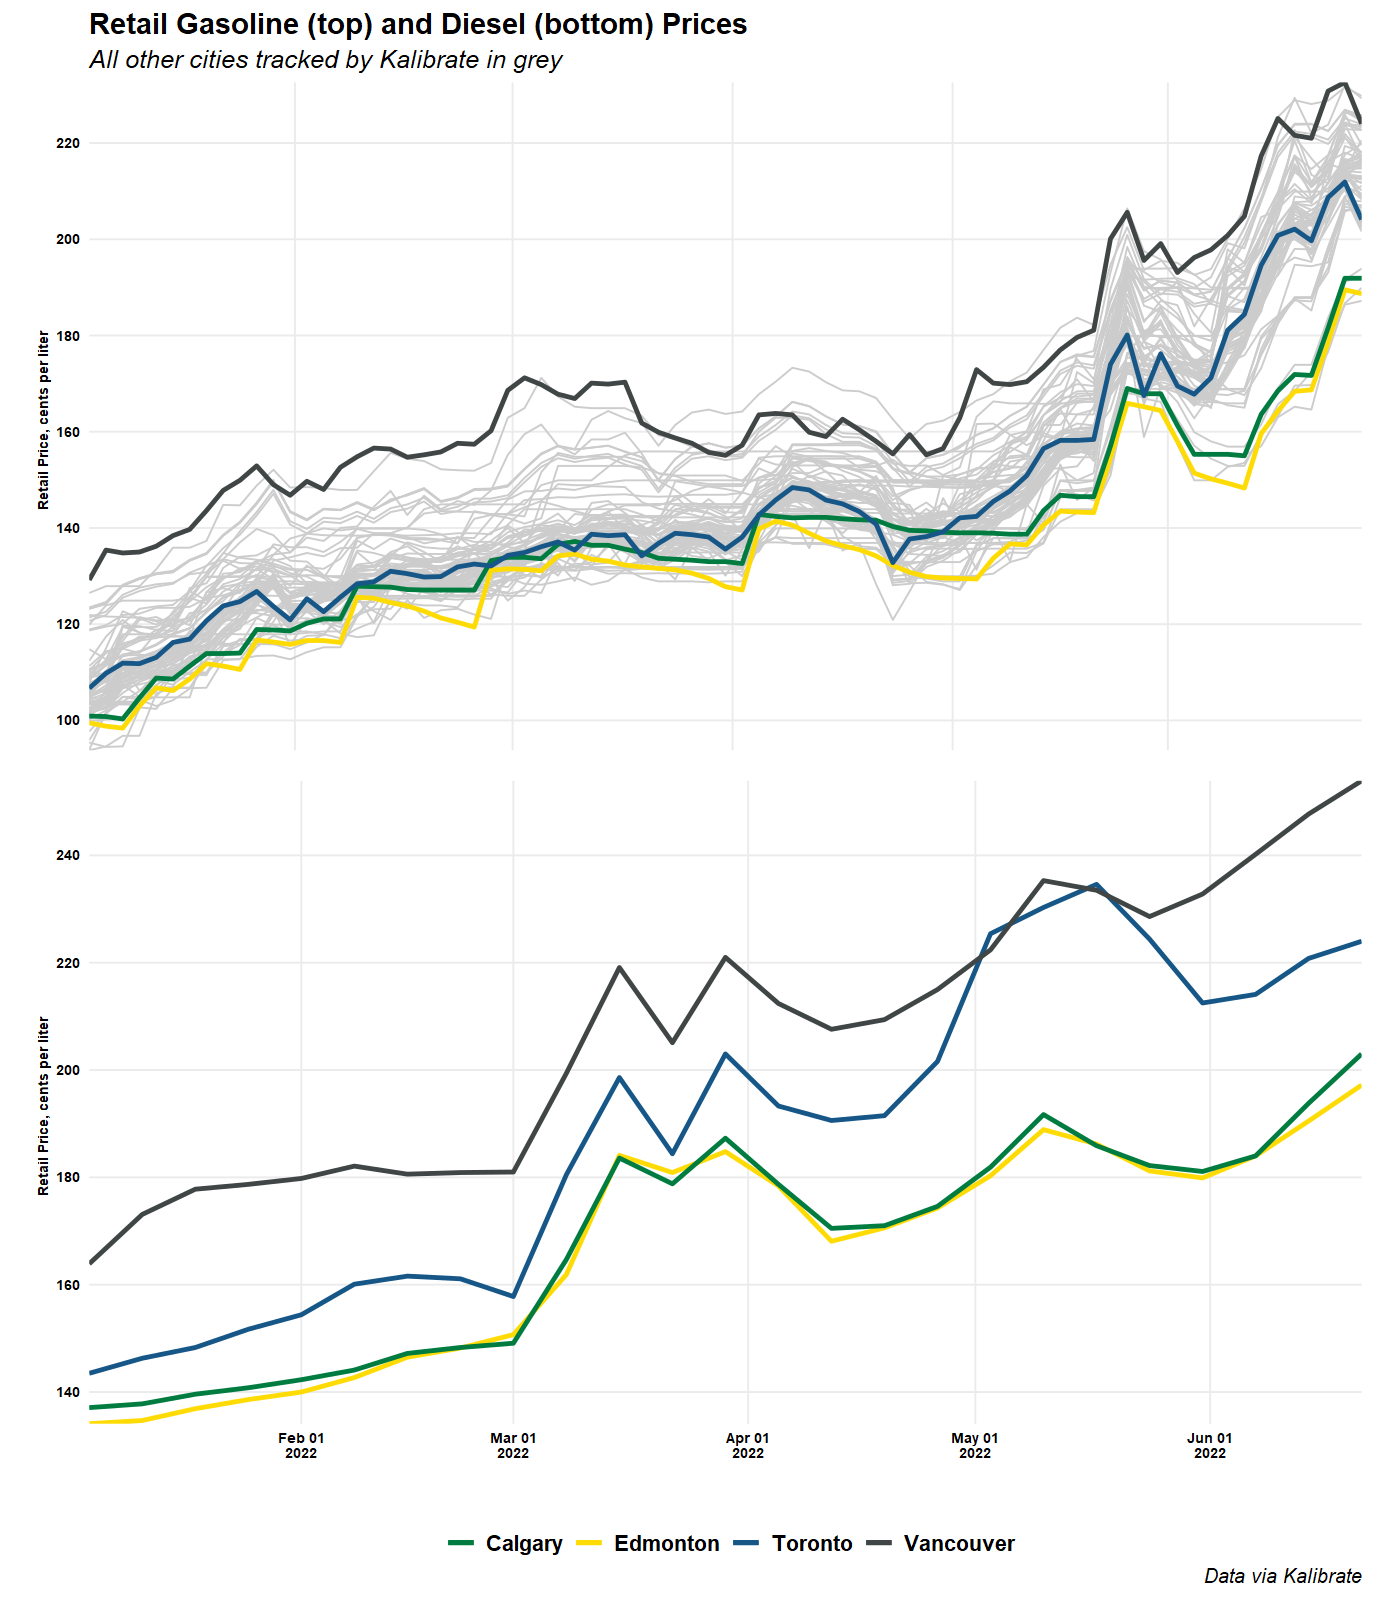 Retail Gasoline (top) and Diesel (bottom) Prices
All other cities tracked by Kalibrate in grey
Retail Price, cents per liter
220
200
180
160
140
120
100
Retail Price, cents per liter
240
220
200
180
160
140
Feb 01 Mar 01 Apr 01 May 01 Jun 01
2022 2022 2022 2022 2022
Calgary Edmonton Toronto Vancouver
Data via Kalibrate